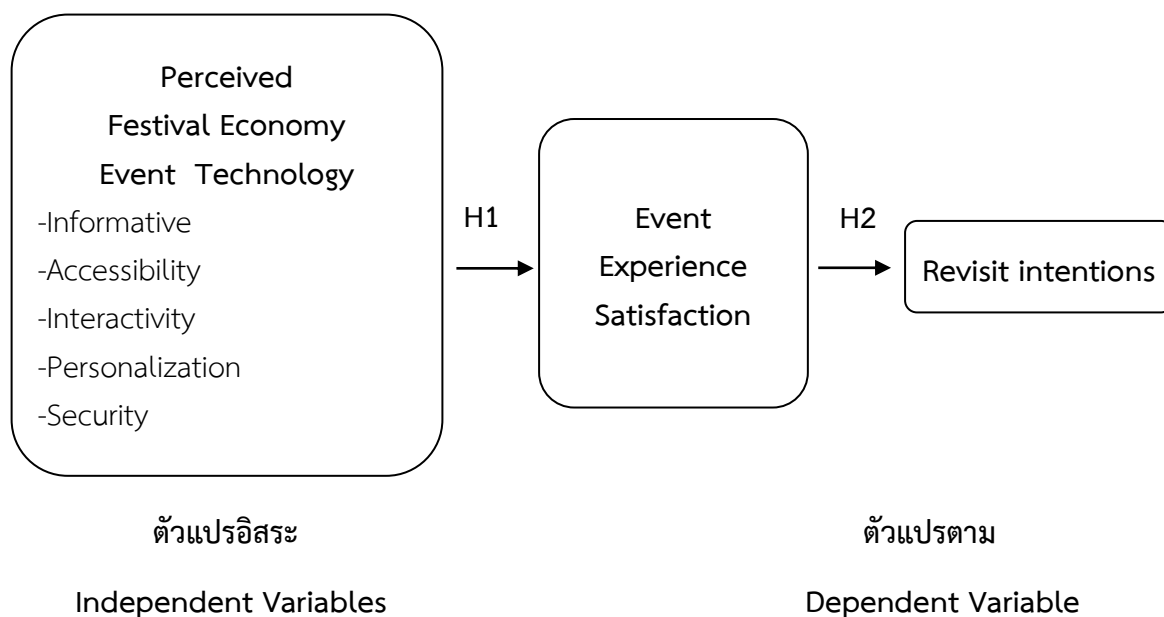 Perceived
Festival Economy
Event Technology
-Informative
-Accessibility
-Interactivity
-Personalization
-Security
H1
Event
Experience
Satisfaction
H2
Revisit intentions
ตัวแปรอิสระ
Independent Variables
ตัวแปรตาม
Dependent Variable